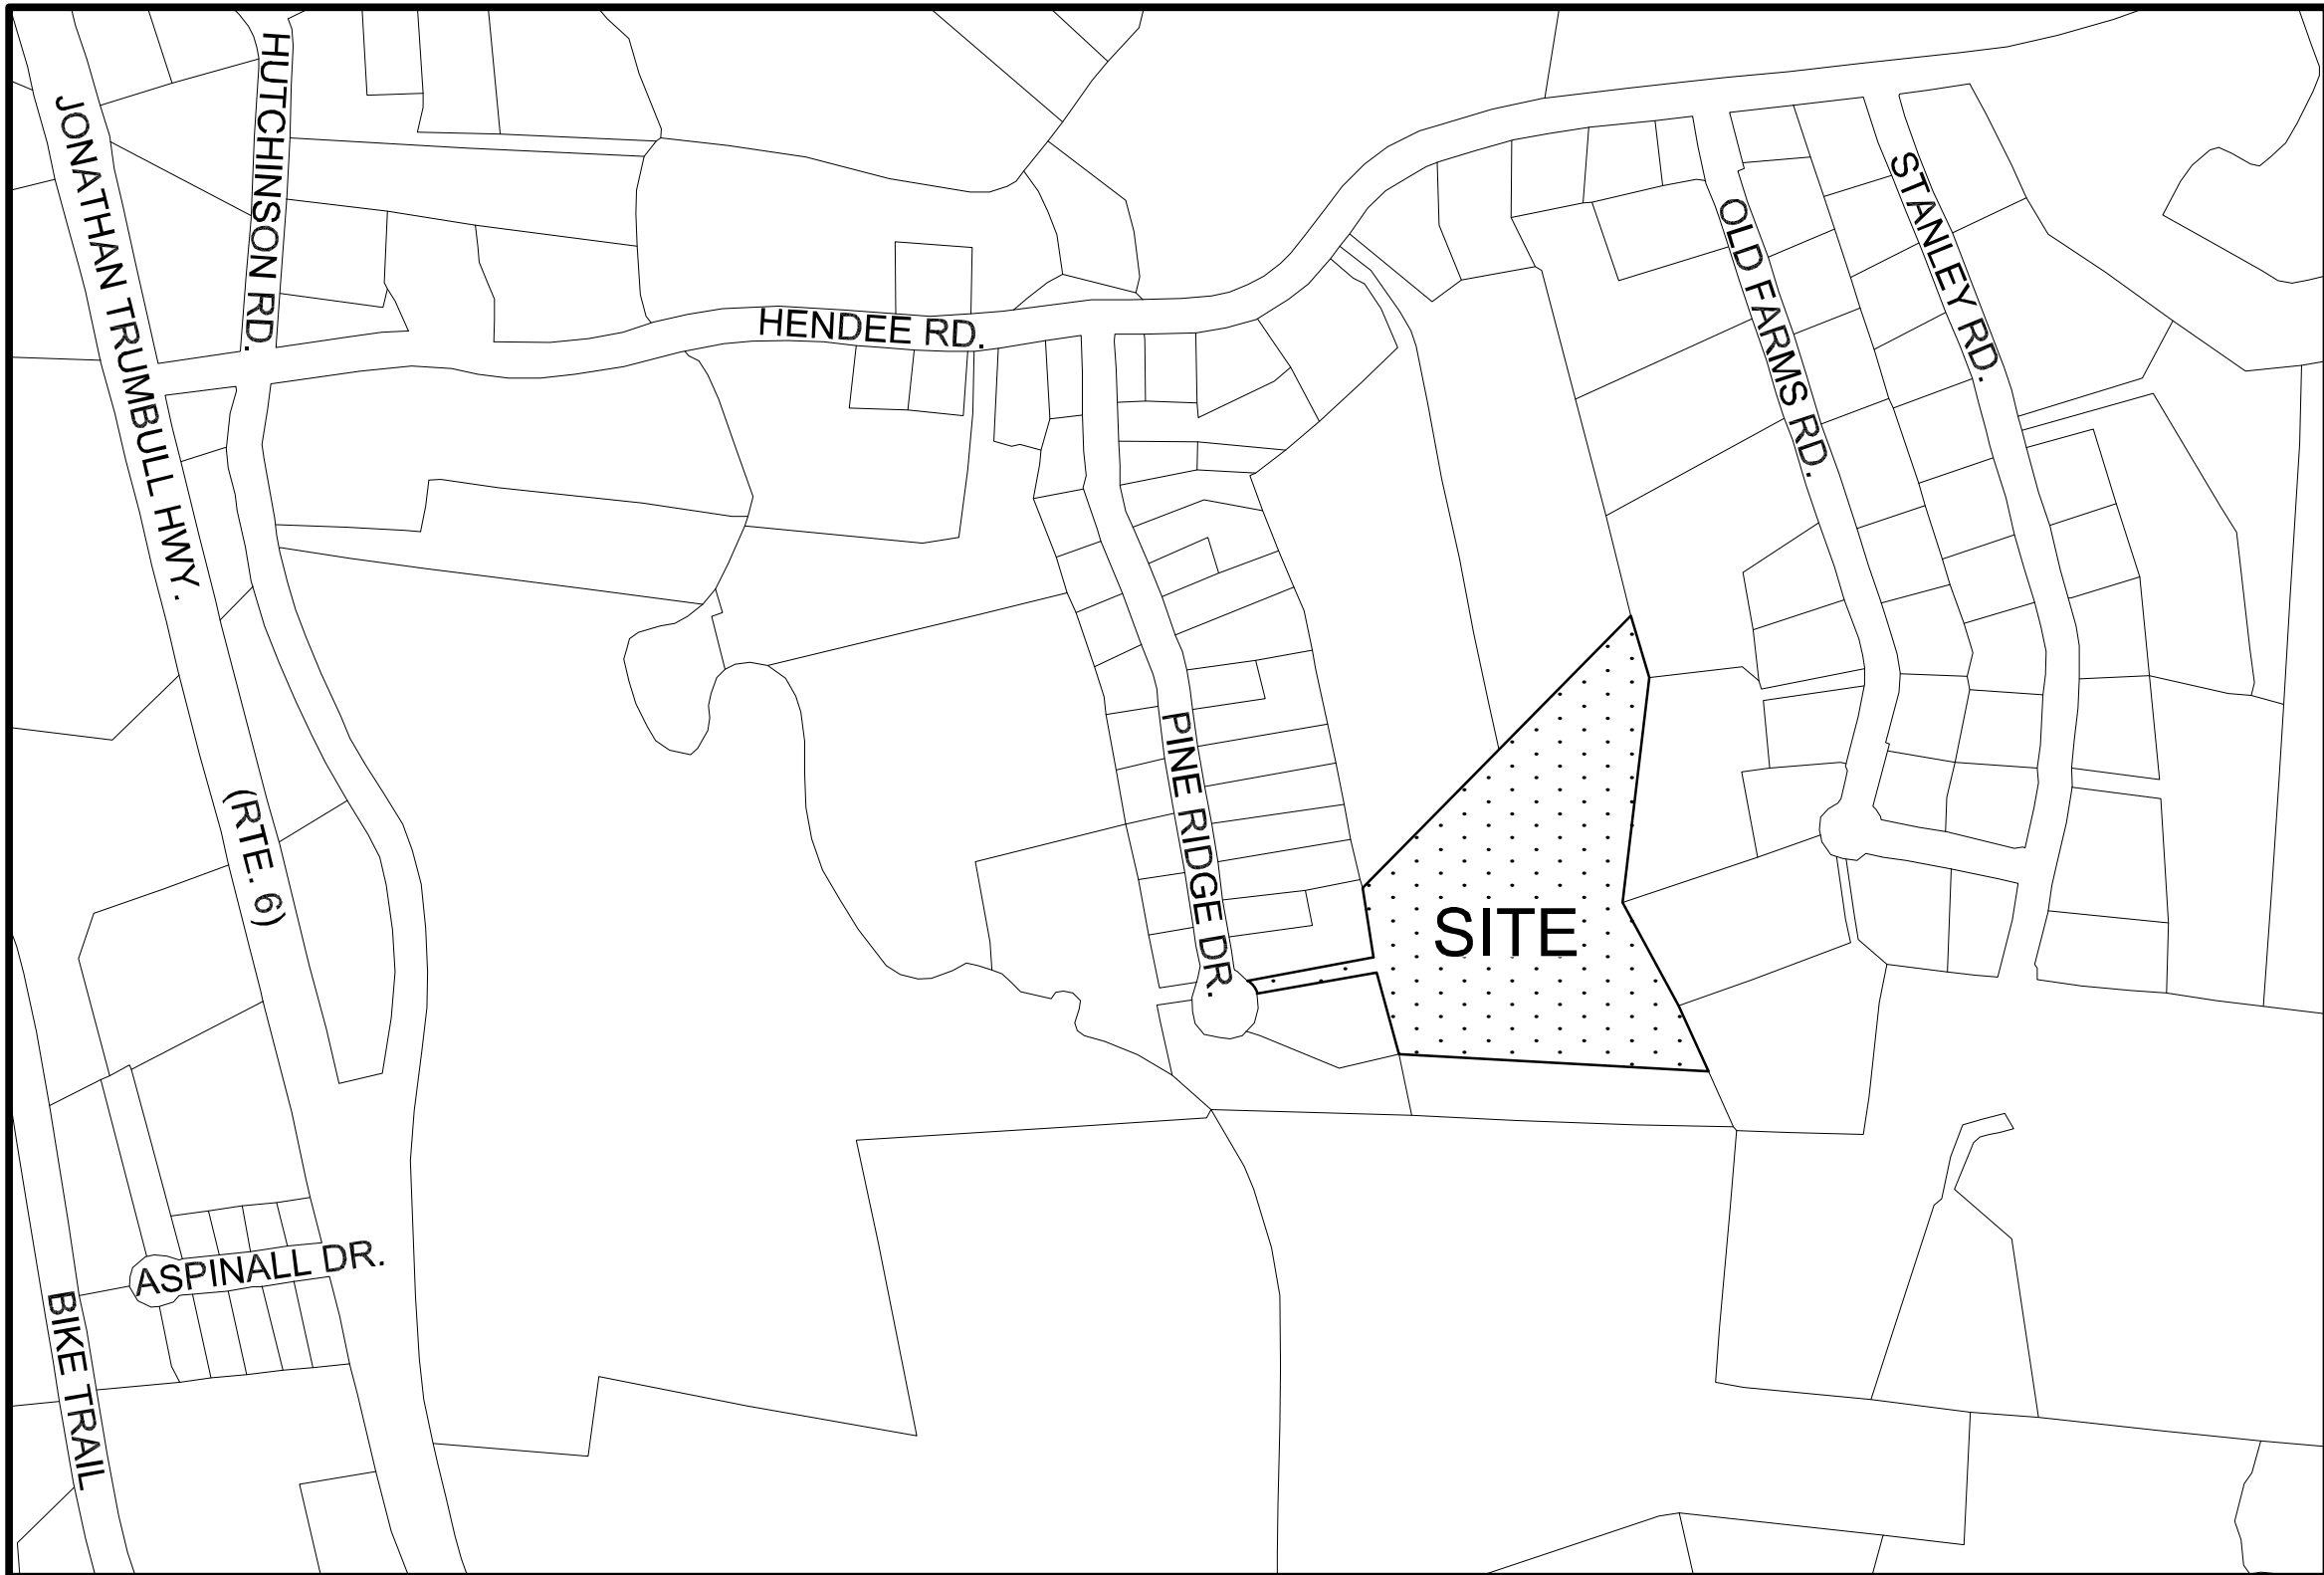 HUTCHINSON RD.
JONATHAN TRUMBULL HWY.
(RTE. 6)
HENDEE RD.
OLD FARMS RD.
STANLEY RD.
PINE RIDGE DR.
SITE
ASPINALL DR.
BIKE TRAIL